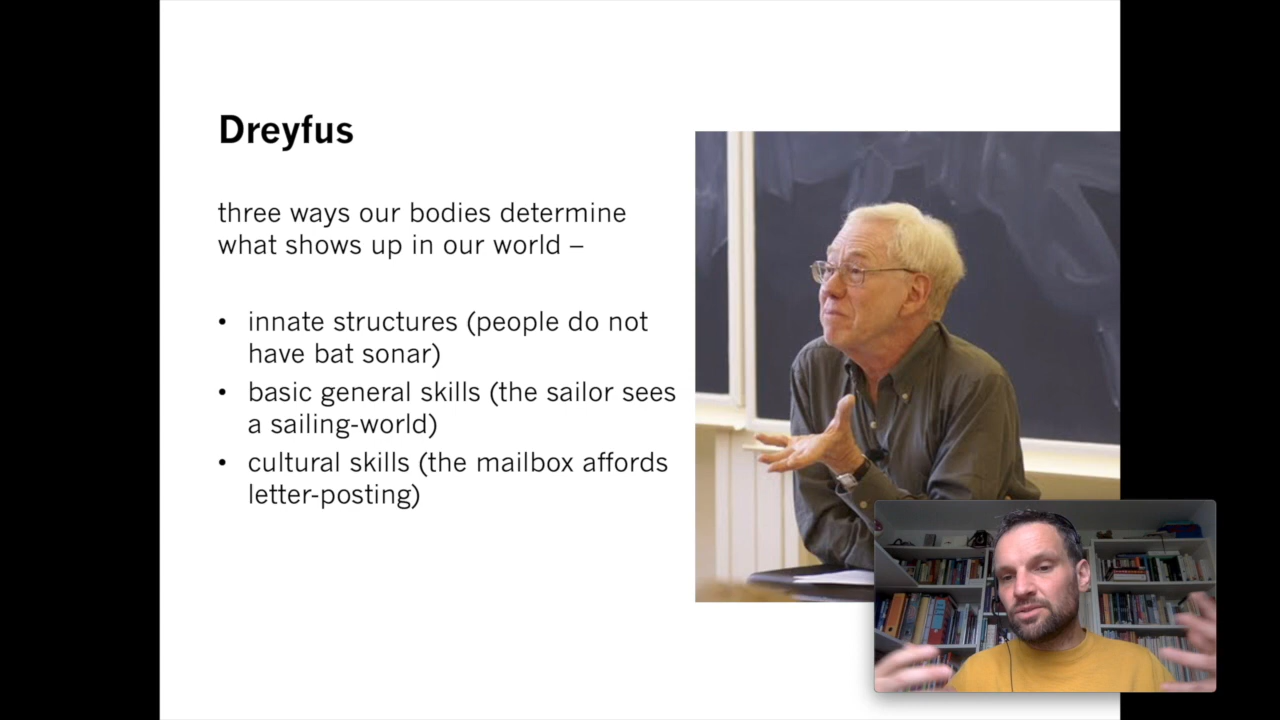 Dreyfus
three ways our bodies determine
what shows up in our world –
• innate structures (people do not
have bat sonar)
• basic general skills (the sailor sees
a sailing-world)
• cultural skills (the mailbox affords
letter-posting)